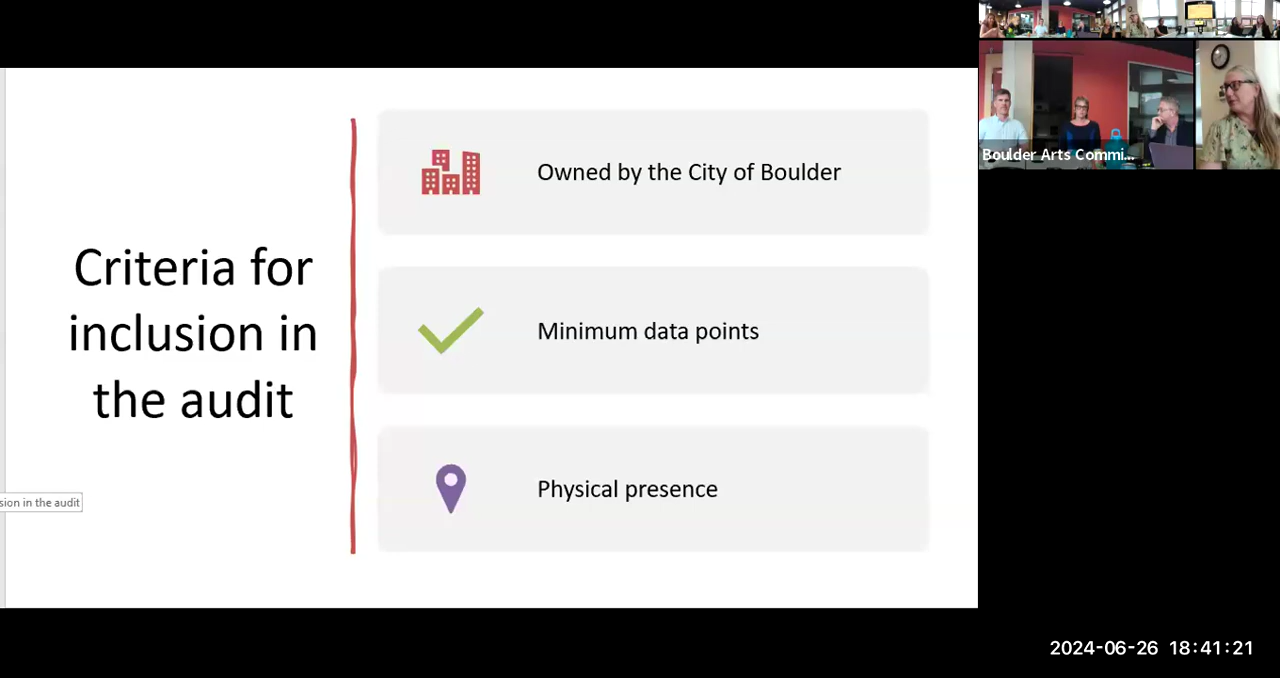 Criteria for
inclusion in
the audit
Owned by the City of Boulder
Minimum data points
Physical presence
sion in the audit
Boulder Arts Commi...
2024-06-26 18:41:21